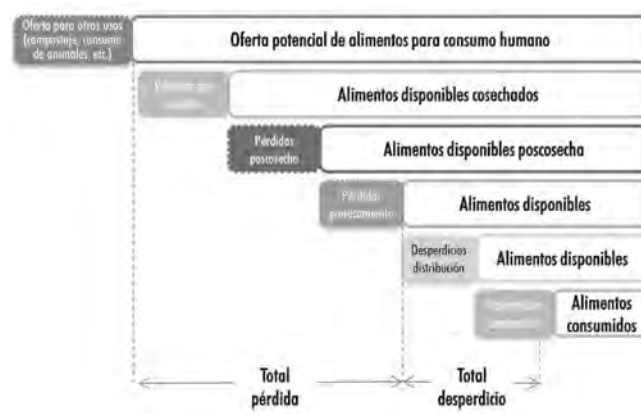 Oferta para otros usos
(compostaje, consumo
de animales, etc.)
Oferta potencial de alimentos para consumo humano
Alimentos disponibles cosechados
Pérdidas
poscosecha
Alimentos disponibles poscosecha
Pérdidas
procesamiento
Alimentos disponibles
Desperdicios
distribución
Alimentos disponibles
Alimentos
consumidos
Total
pérdida
Total
desperdicio